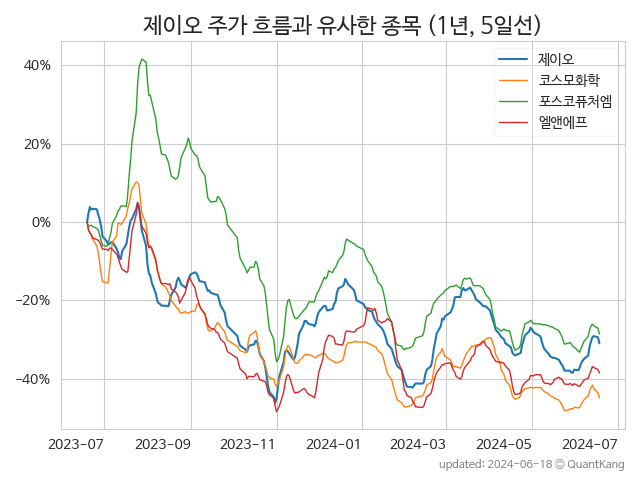 제이오 주가 흐름과 유사한 종목 (1년, 5일선)
제이오
코스모화학
포스코퓨처엠
엘앤에프
40%
20%
0%
−20%
−40%
2023-07 2023-09 2023-11 2024-01 2024-03 2024-05 2024-07
updated: 2024-06-18 © QuantKang